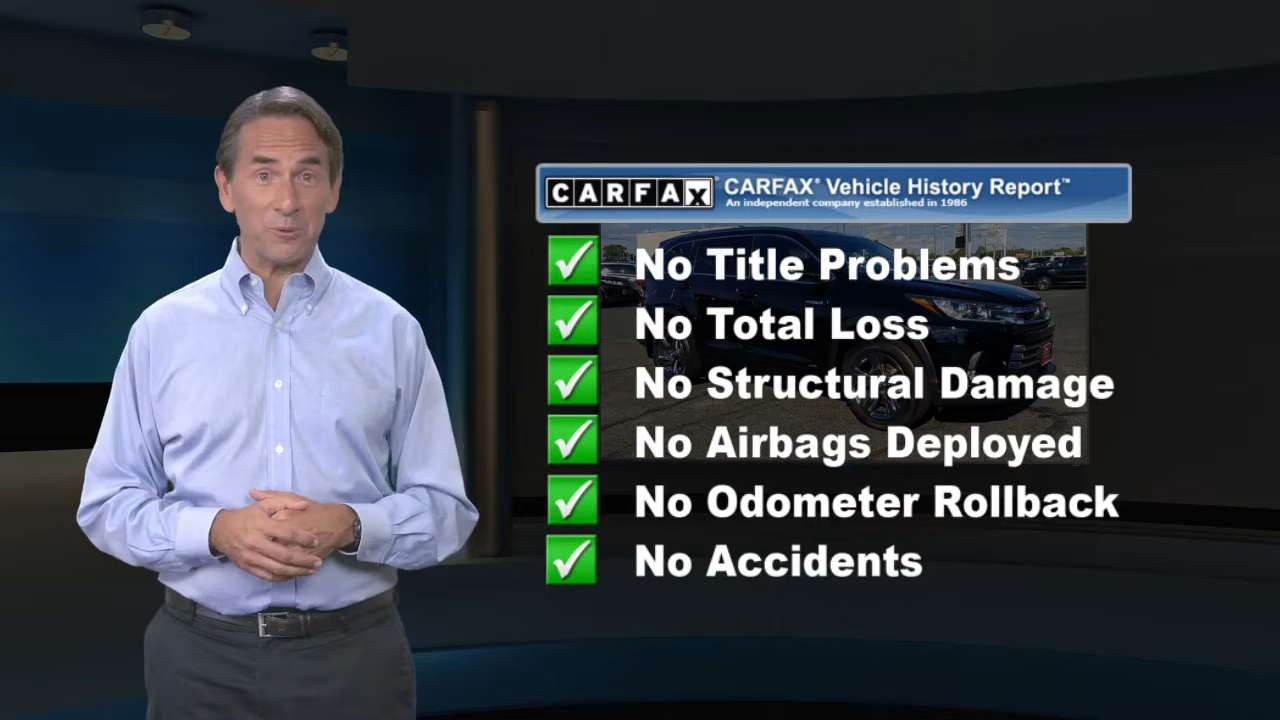 CARFAX® CARFAX® Vehicle History Report™
An independent company established in 1986
No Title Problems
No Total Loss
No Structural Damage
No Airbags Deployed
No Odometer Rollback
No Accidents